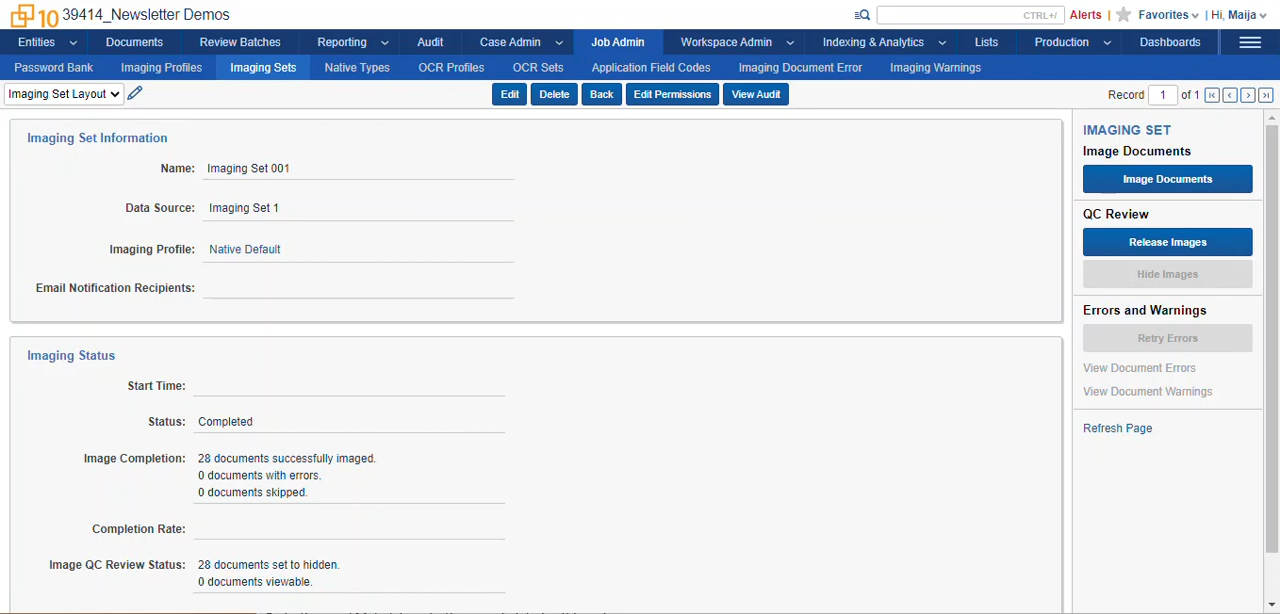 10 39414_Newsletter Demos
CTRL+/ Alerts | Favorites | Hi, Maija
Entities Documents Review Batches Reporting Audit Case Admin Job Admin Workspace Admin Indexing & Analytics Lists Production Dashboards
Password Bank Imaging Profiles Imaging Sets Native Types OCR Profiles OCR Sets Application Field Codes Imaging Document Error Imaging Warnings
Imaging Set Layout Edit Delete Back Edit Permissions View Audit Record 1 of 1
Imaging Set Information
Name: Imaging Set 001
Data Source: Imaging Set 1
Imaging Profile: Native Default
Email Notification Recipients:
Imaging Status
Start Time:
Status: Completed
Image Completion: 28 documents successfully imaged.
0 documents with errors.
0 documents skipped.
Completion Rate:
Image QC Review Status: 28 documents set to hidden.
0 documents viewable.
IMAGING SET
Image Documents
Image Documents
QC Review
Release Images
Hide Images
Errors and Warnings
Retry Errors
View Document Errors
View Document Warnings
Refresh Page